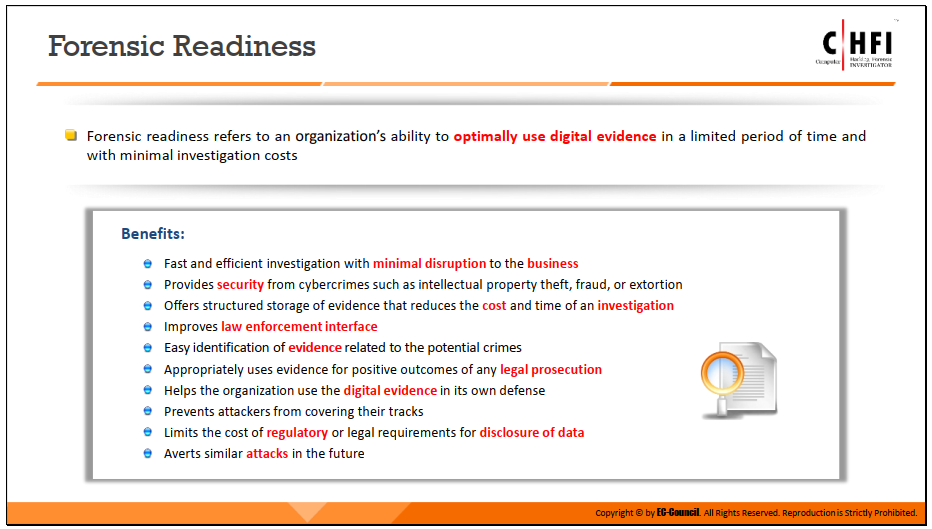 Forensic Readiness
CHFI
Computer Hacking Forensic
INVESTIGATOR
Forensic readiness refers to an organization's ability to optimally use digital evidence in a limited period of time and
with minimal investigation costs
Benefits:
Fast and efficient investigation with minimal disruption to the business
Provides security from cybercrimes such as intellectual property theft, fraud, or extortion
Offers structured storage of evidence that reduces the cost and time of an investigation
Improves law enforcement interface
Easy identification of evidence related to the potential crimes
Appropriately uses evidence for positive outcomes of any legal prosecution
Helps the organization use the digital evidence in its own defense
Prevents attackers from covering their tracks
Limits the cost of regulatory or legal requirements for disclosure of data
Averts similar attacks in the future
Copyright © by EC-Council. All Rights Reserved. Reproduction is Strictly Prohibited.